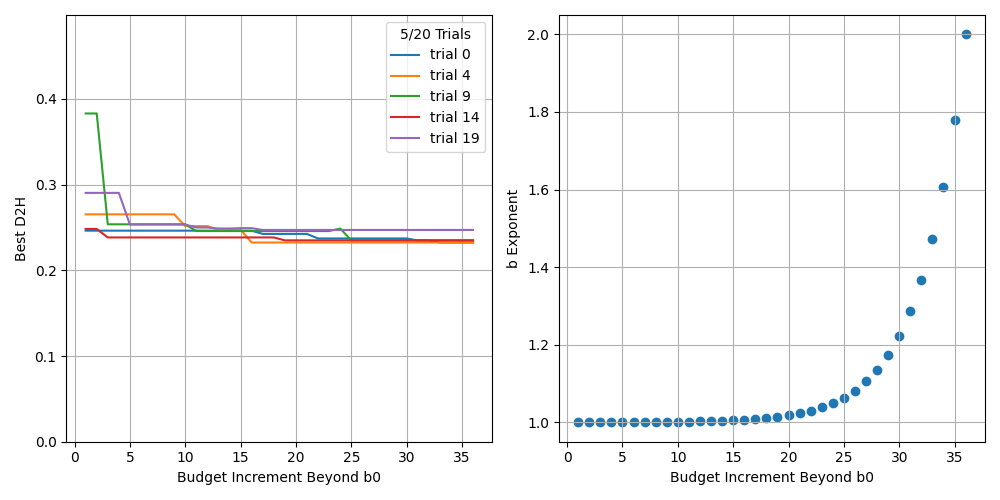 5/20 Trials
trial 0
trial 4
trial 9
trial 14
trial 19
0.4
0.3
0.2
0.1
0.0
Best D2H
0 5 10 15 20 25 30 35
Budget Increment Beyond b0
2.0
1.8
1.6
1.4
1.2
1.0
b Exponent
0 5 10 15 20 25 30 35
Budget Increment Beyond b0